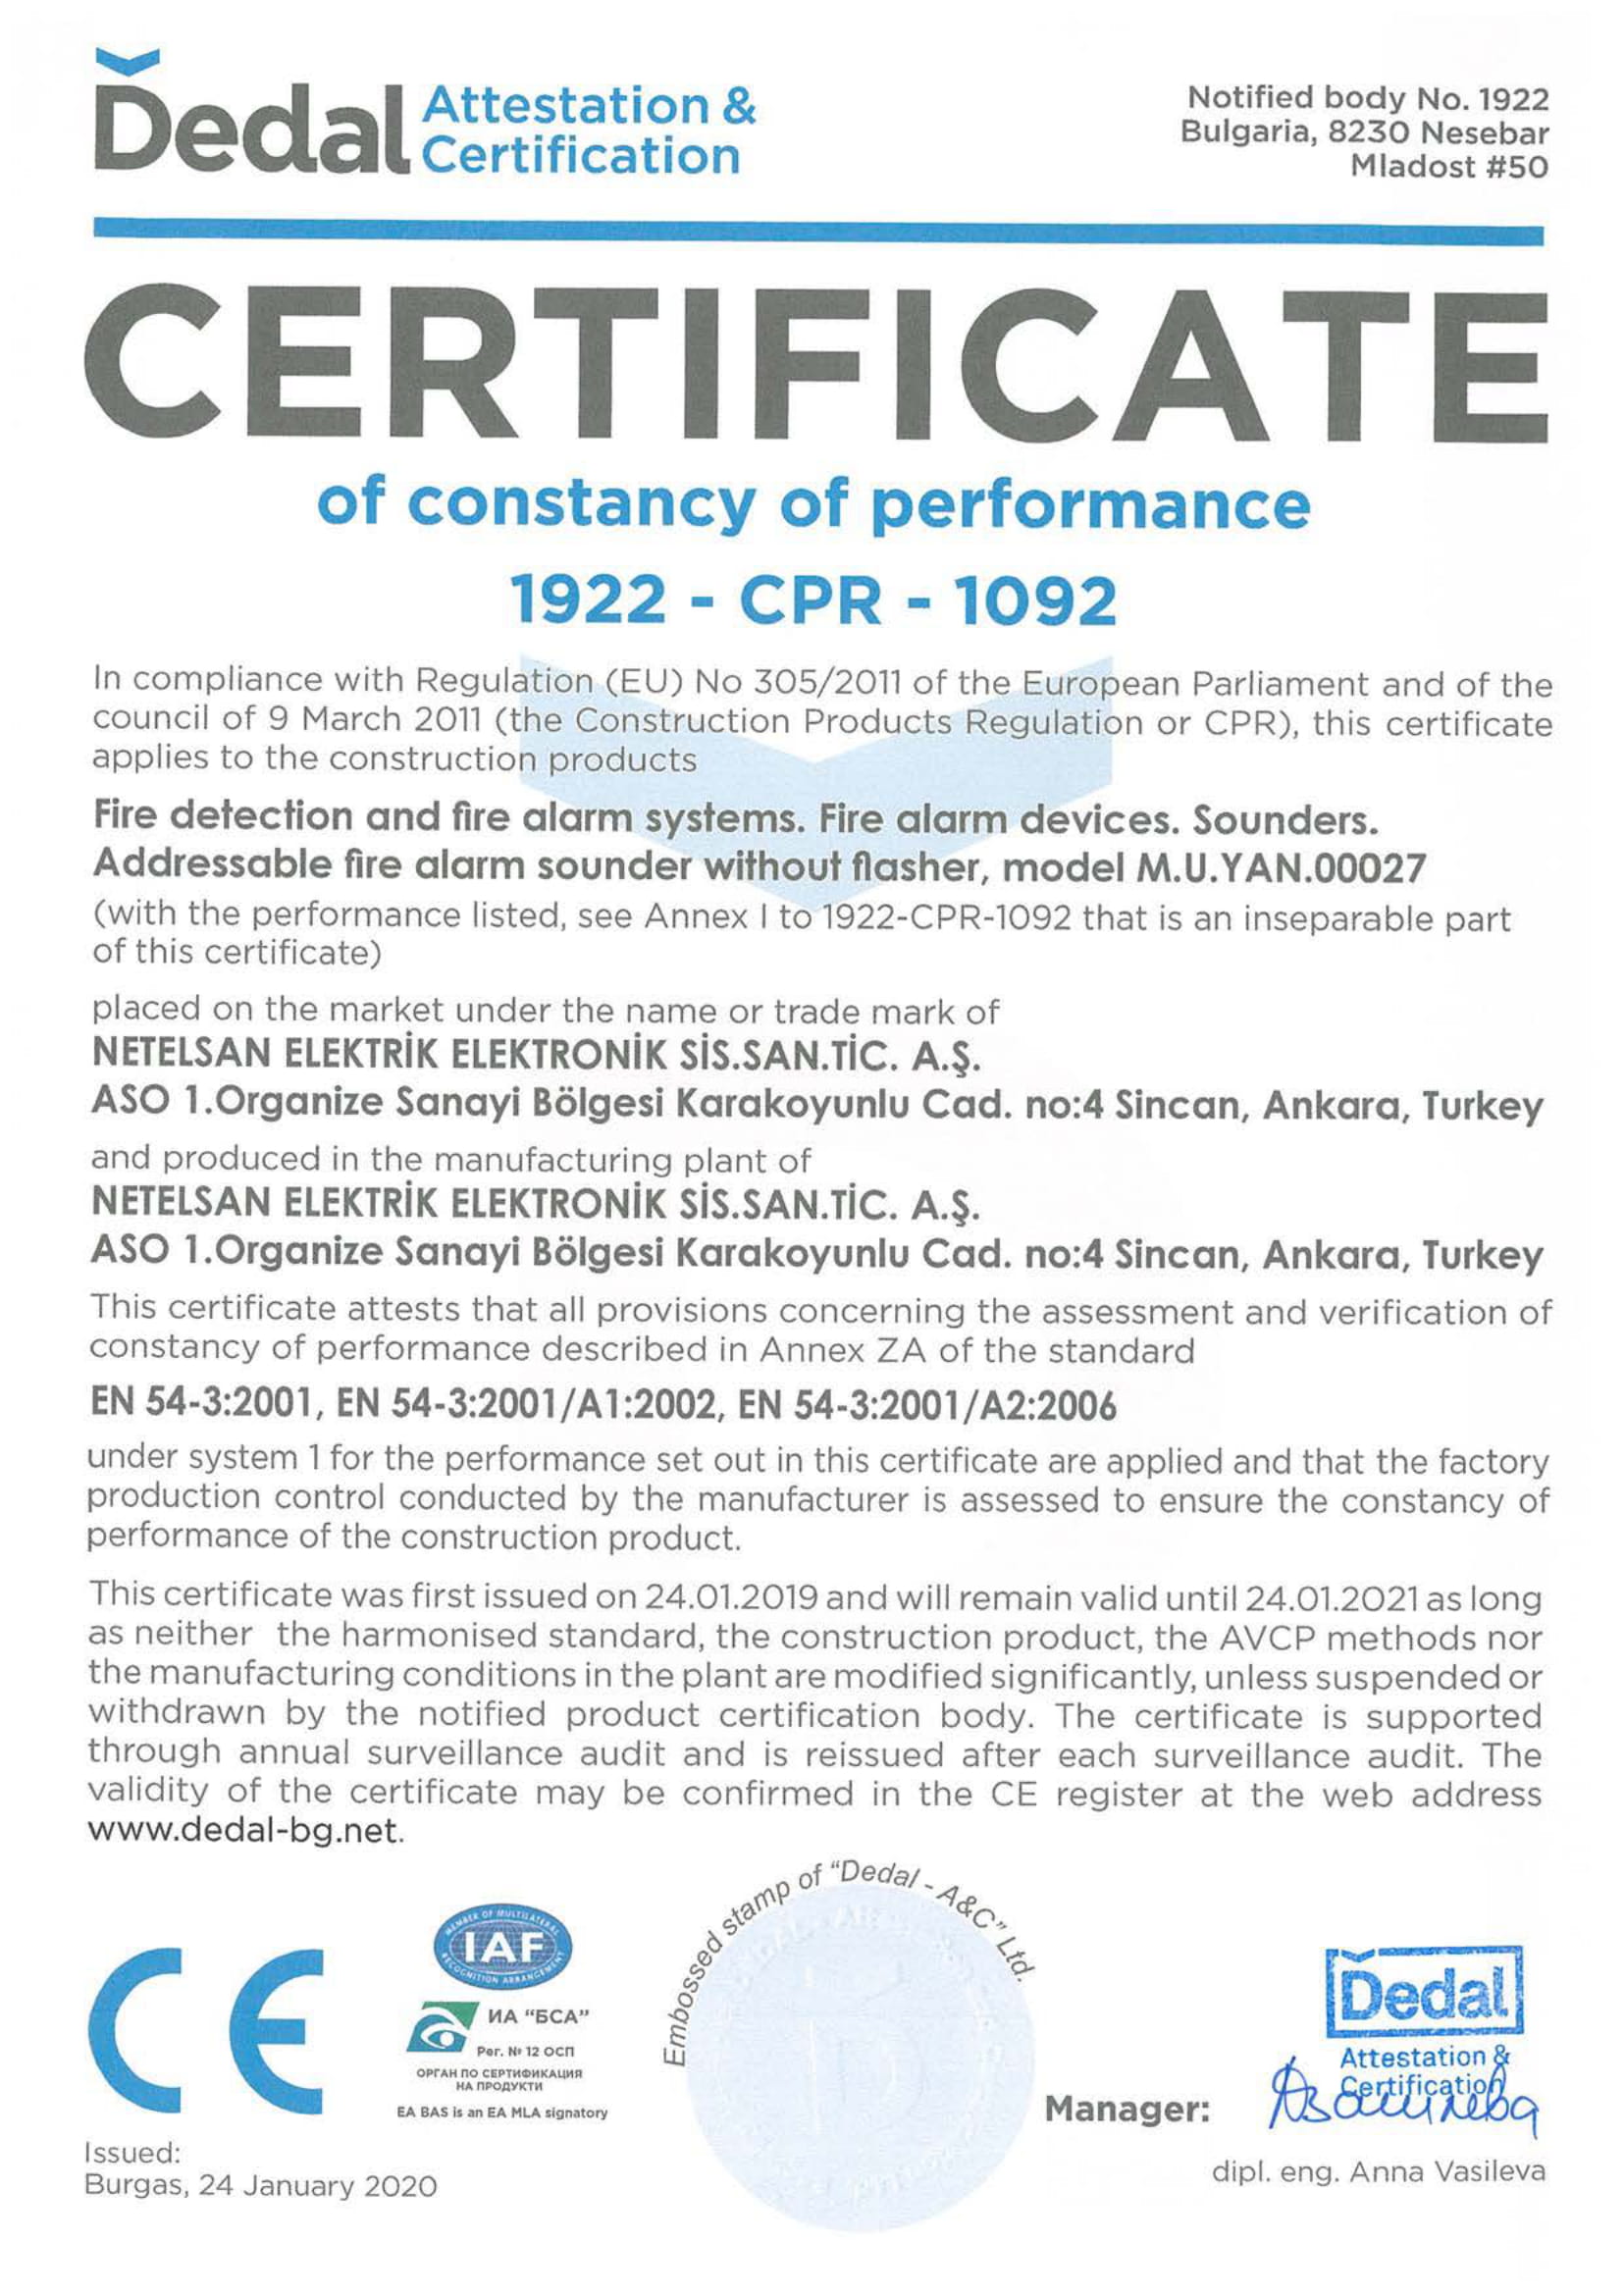 Dedal Attestation &
Certification
Notified body No. 1922
Bulgaria, 8230 Nesebar
Mladost #50
CERTIFICATE
of constancy of performance
1922 - CPR - 1092
In compliance with Regulation (EU) No 305/2011 of the European Parliament and of the
council of 9 March 2011 (the Construction Products Regulation or CPR), this certificate
applies to the construction products
Fire detection and fire alarm systems. Fire alarm devices. Sounders.
Addressable fire alarm sounder without flasher, model M.U.YAN.00027
(with the performance listed, see Annex I to 1922-CPR-1092 that is an inseparable part
of this certificate)
placed on the market under the name or trade mark of
NETELSAN ELEKTRİK ELEKTRONİK SİS.SAN.TİC. A.Ş.
ASO 1.Organize Sanayi Bölgesi Karakoyunlu Cad. no:4 Sincan, Ankara, Turkey
and produced in the manufacturing plant of
NETELSAN ELEKTRİK ELEKTRONİK SİS.SAN.TİC. A.Ş.
ASO 1.Organize Sanayi Bölgesi Karakoyunlu Cad. no:4 Sincan, Ankara, Turkey
This certificate attests that all provisions concerning the assessment and verification of
constancy of performance described in Annex ZA of the standard
EN 54-3:2001, EN 54-3:2001/A1:2002, EN 54-3:2001/A2:2006
under system 1 for the performance set out in this certificate are applied and that the factory
production control conducted by the manufacturer is assessed to ensure the constancy of
performance of the construction product.
This certificate was first issued on 24.01.2019 and will remain valid until 24.01.2021 as long
as neither the harmonised standard, the construction product, the AVCP methods nor
the manufacturing conditions in the plant are modified significantly, unless suspended or
withdrawn by the notified product certification body. The certificate is supported
through annual surveillance audit and is reissued after each surveillance audit. The
validity of the certificate may be confirmed in the CE register at the web address
www.dedal-bg.net.
CE
MEMBER OF MULTILATERAL
IAF
RECOGNITION ARRANGEMENT
ИА "БСА"
Рег. № 12 ОСП
ОРГАН ПО СЕРТИФИКАЦИЯ
НА ПРОДУКТИ
EA BAS is an EA MLA signatory
Embossed stamp of "Dedal - A&C" Ltd.
Dedal
Attestation &
Certification
Manager:
dipl. eng. Anna Vasileva
Issued:
Burgas, 24 January 2020